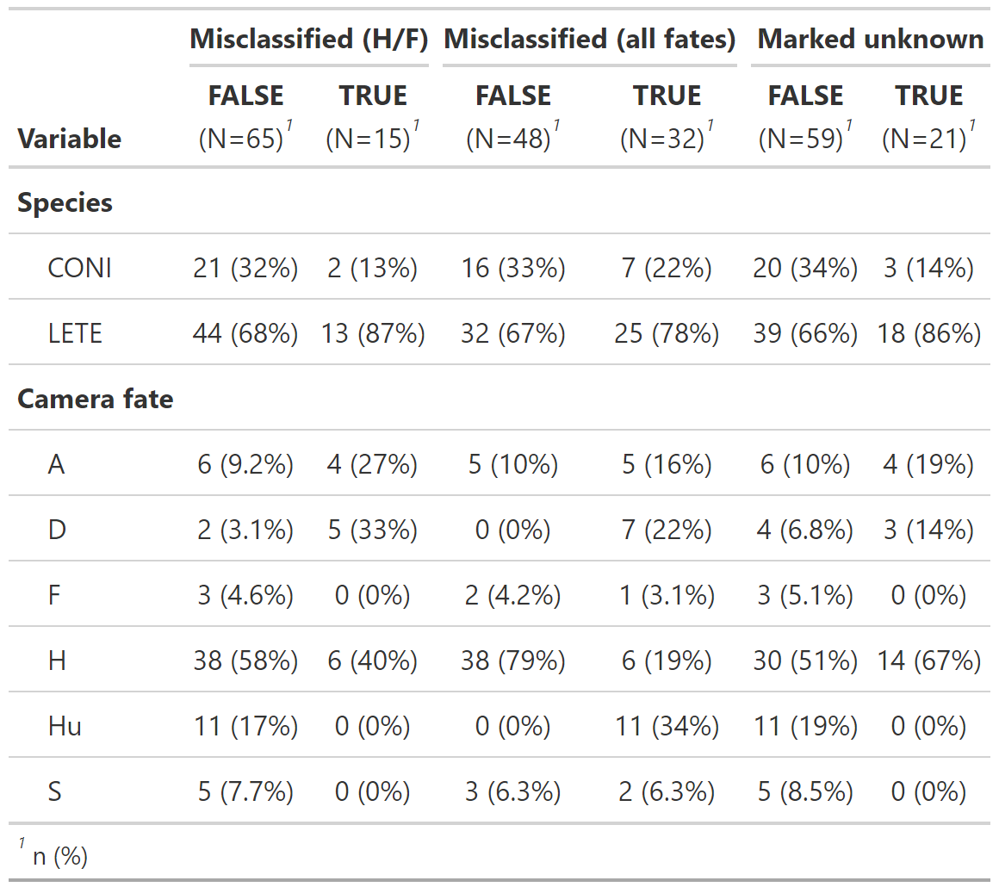 Misclassified (H/F) Misclassified (all fates) Marked unknown
FALSE TRUE FALSE TRUE FALSE TRUE
Variable (N=65)1 (N=15)1 (N=48)1 (N=32)1 (N=59)1 (N=21)1
Species
CONI 21 (32%) 2 (13%) 16 (33%) 7 (22%) 20 (34%) 3 (14%)
LETE 44 (68%) 13 (87%) 32 (67%) 25 (78%) 39 (66%) 18 (86%)
Camera fate
A 6 (9.2%) 4 (27%) 5 (10%) 5 (16%) 6 (10%) 4 (19%)
D 2 (3.1%) 5 (33%) 0 (0%) 7 (22%) 4 (6.8%) 3 (14%)
F 3 (4.6%) 0 (0%) 2 (4.2%) 1 (3.1%) 3 (5.1%) 0 (0%)
H 38 (58%) 6 (40%) 38 (79%) 6 (19%) 30 (51%) 14 (67%)
Hu 11 (17%) 0 (0%) 0 (0%) 11 (34%) 11 (19%) 0 (0%)
S 5 (7.7%) 0 (0%) 3 (6.3%) 2 (6.3%) 5 (8.5%) 0 (0%)
1 n (%)